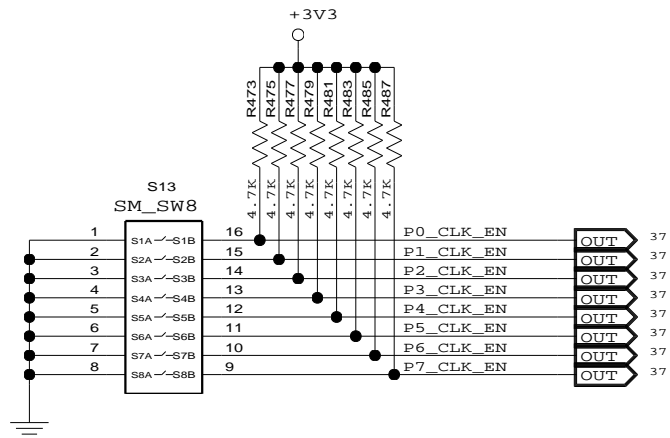 +3V3
R473
R475
R477
R479
R481
R483
R485
R487
4.7K
4.7K
4.7K
4.7K
4.7K
4.7K
4.7K
4.7K
S13
SM_SW8
1 S1A S1B 16 P0_CLK_EN OUT 37
2 S2A S2B 15 P1_CLK_EN OUT 37
3 S3A S3B 14 P2_CLK_EN OUT 37
4 S4A S4B 13 P3_CLK_EN OUT 37
5 S5A S5B 12 P4_CLK_EN OUT 37
6 S6A S6B 11 P5_CLK_EN OUT 37
7 S7A S7B 10 P6_CLK_EN OUT 37
8 S8A S8B 9 P7_CLK_EN OUT 37